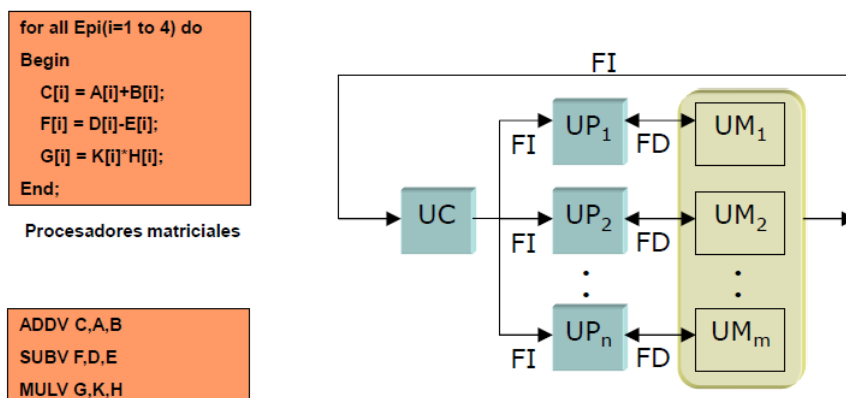 for all Epi(i=1 to 4) do
Begin
C[i] = A[i]+B[i];
F[i] = D[i]-E[i];
G[i] = K[i]*H[i];
End;
Procesadores matriciales
ADDV C,A,B
SUBV F,D,E
MULV G,K,H
FI
UP1
UM1
FI
FD
UC
UP2
UM2
FI
FD
UPn
UMm
FI
FD